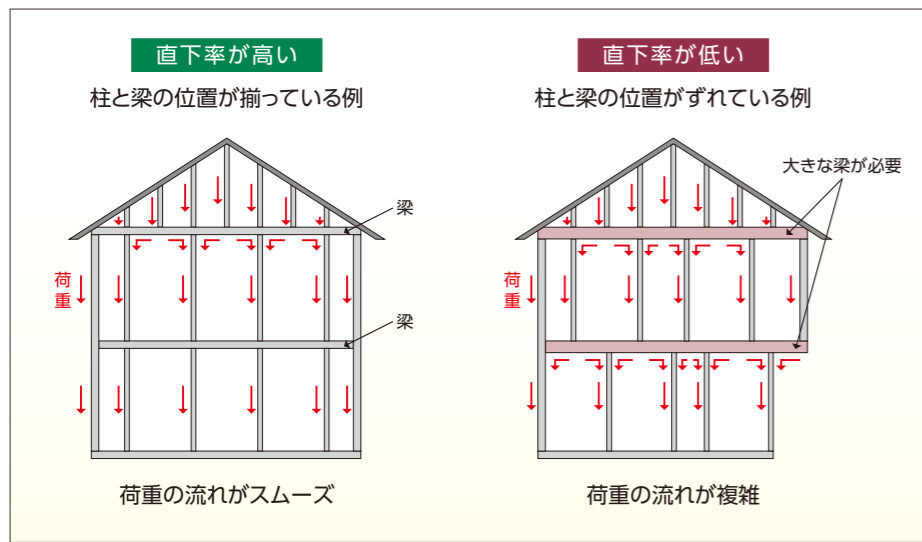 直下率が高い
柱と梁の位置が揃っている例
梁
荷重
梁
荷重の流れがスムーズ
直下率が低い
柱と梁の位置がずれている例
大きな梁が必要
荷重
荷重の流れが複雑